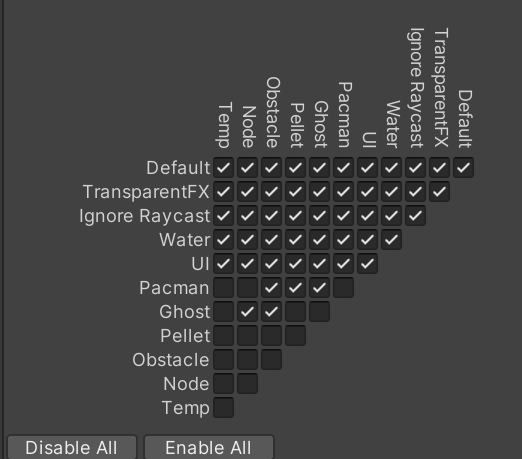 Temp
Node
Obstacle
Pellet
Ghost
Pacman
UI
Water
Ignore Raycast
TransparentFX
Default
Default
TransparentFX
Ignore Raycast
Water
UI
Pacman
Ghost
Pellet
Obstacle
Node
Temp
Disable All Enable All